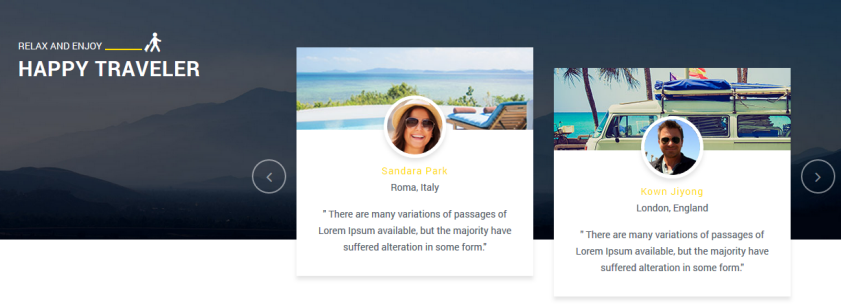 RELAX AND ENJOY
HAPPY TRAVELER
Sandara Park
Roma, Italy
" There are many variations of passages of
Lorem Ipsum available, but the majority have
suffered alteration in some form."
Kown Jiyong
London, England
" There are many variations of passages of
Lorem Ipsum available, but the majority have
suffered alteration in some form."